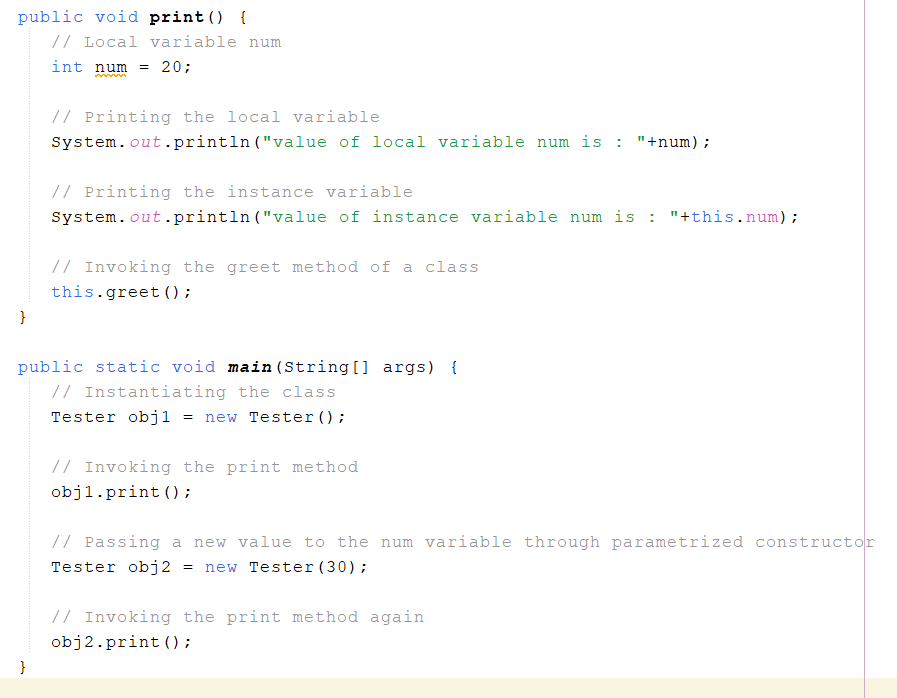 public void print() {
// Local variable num
int num = 20;
// Printing the local variable
System.out.println("value of local variable num is : "+num);
// Printing the instance variable
System.out.println("value of instance variable num is : "+this.num);
// Invoking the greet method of a class
this.greet();
}
public static void main(String[] args) {
// Instantiating the class
Tester obj1 = new Tester();
// Invoking the print method
obj1.print();
// Passing a new value to the num variable through parametrized constructor
Tester obj2 = new Tester(30);
// Invoking the print method again
obj2.print();
}